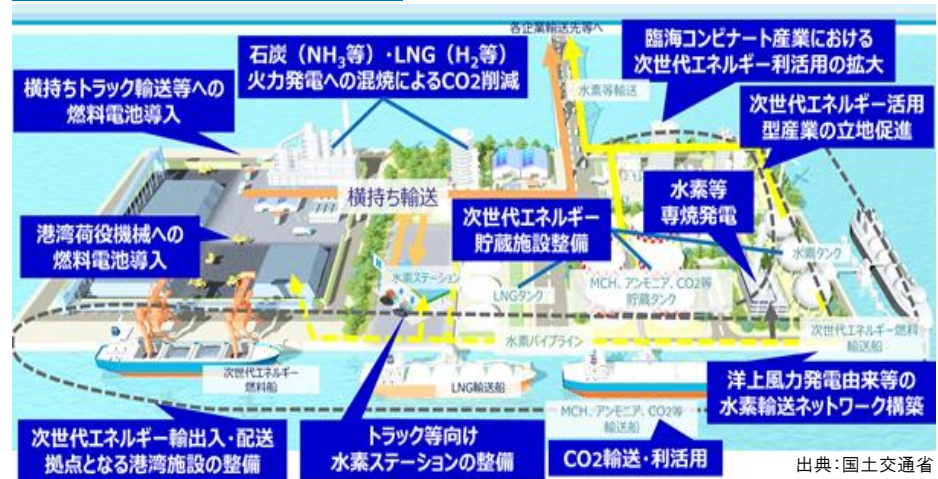 各企業輸送先等へ
石炭（NH3等）・LNG（H2等）
火力発電への混焼によるCO2削減
臨海コンビナート産業における
次世代エネルギー利活用の拡大
横持ちトラック輸送等への
燃料電池導入
水素等輸送
次世代エネルギー活用
型産業の立地促進
横持ち輸送
水素等
専焼発電
港湾荷役機械への
燃料電池導入
次世代エネルギー
貯蔵施設整備
水素タンク
水素ステーション
LNGタンク
MCH、アンモニア、CO2等
貯蔵タンク
水素パイプライン
次世代エネルギー燃料
輸送船
次世代エネルギー
燃料船
LNG輸送船
洋上風力発電由来等の
水素輸送ネットワーク構築
MCH、アンモニア、CO2等
輸送船
次世代エネルギー輸出入・配送
拠点となる港湾施設の整備
トラック等向け
水素ステーションの整備
CO2輸送・利活用
出典：国土交通省